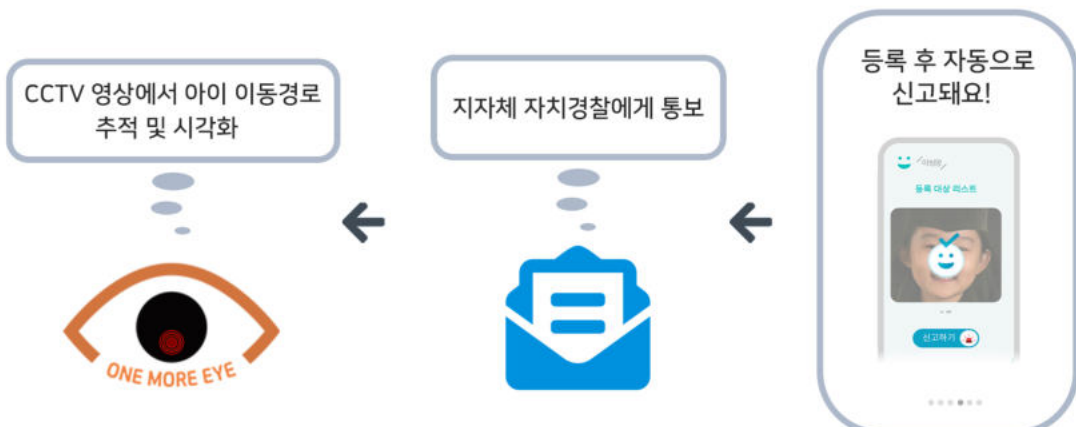 CCTV 영상에서 아이 이동경로
추적 및 시각화
지자체 자치경찰에게 통보
등록 후 자동으로
신고돼요!
등록 대상 리스트
신고하기
ONE MORE EYE